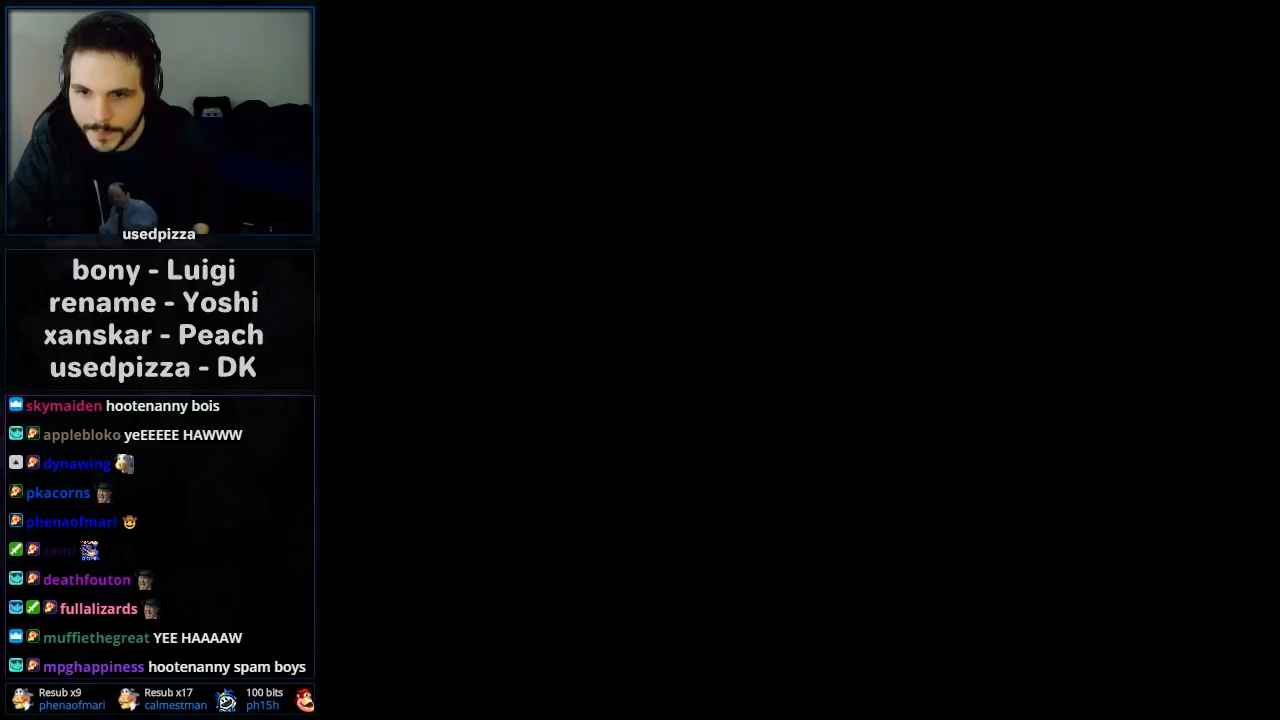 usedpizza
bony - Luigi
rename - Yoshi
xanskar - Peach
usedpizza - DK
skymaiden hootenanny bois
applebloko yeEEEEE HAWWW
dynawing
pkacorns
phenaofmari
remi
deathfouton
fullalizards
muffiethegreat YEE HAAAAW
mpghappiness hootenanny spam boys
Resub x9
phenaofmari
Resub x17
calmestman
100 bits
ph15h